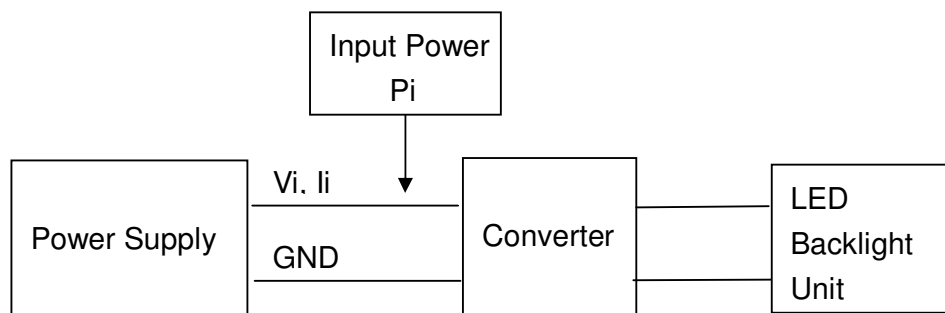 Input Power
Pi
Vi, Ii
Power Supply
GND
Converter
LED
Backlight
Unit